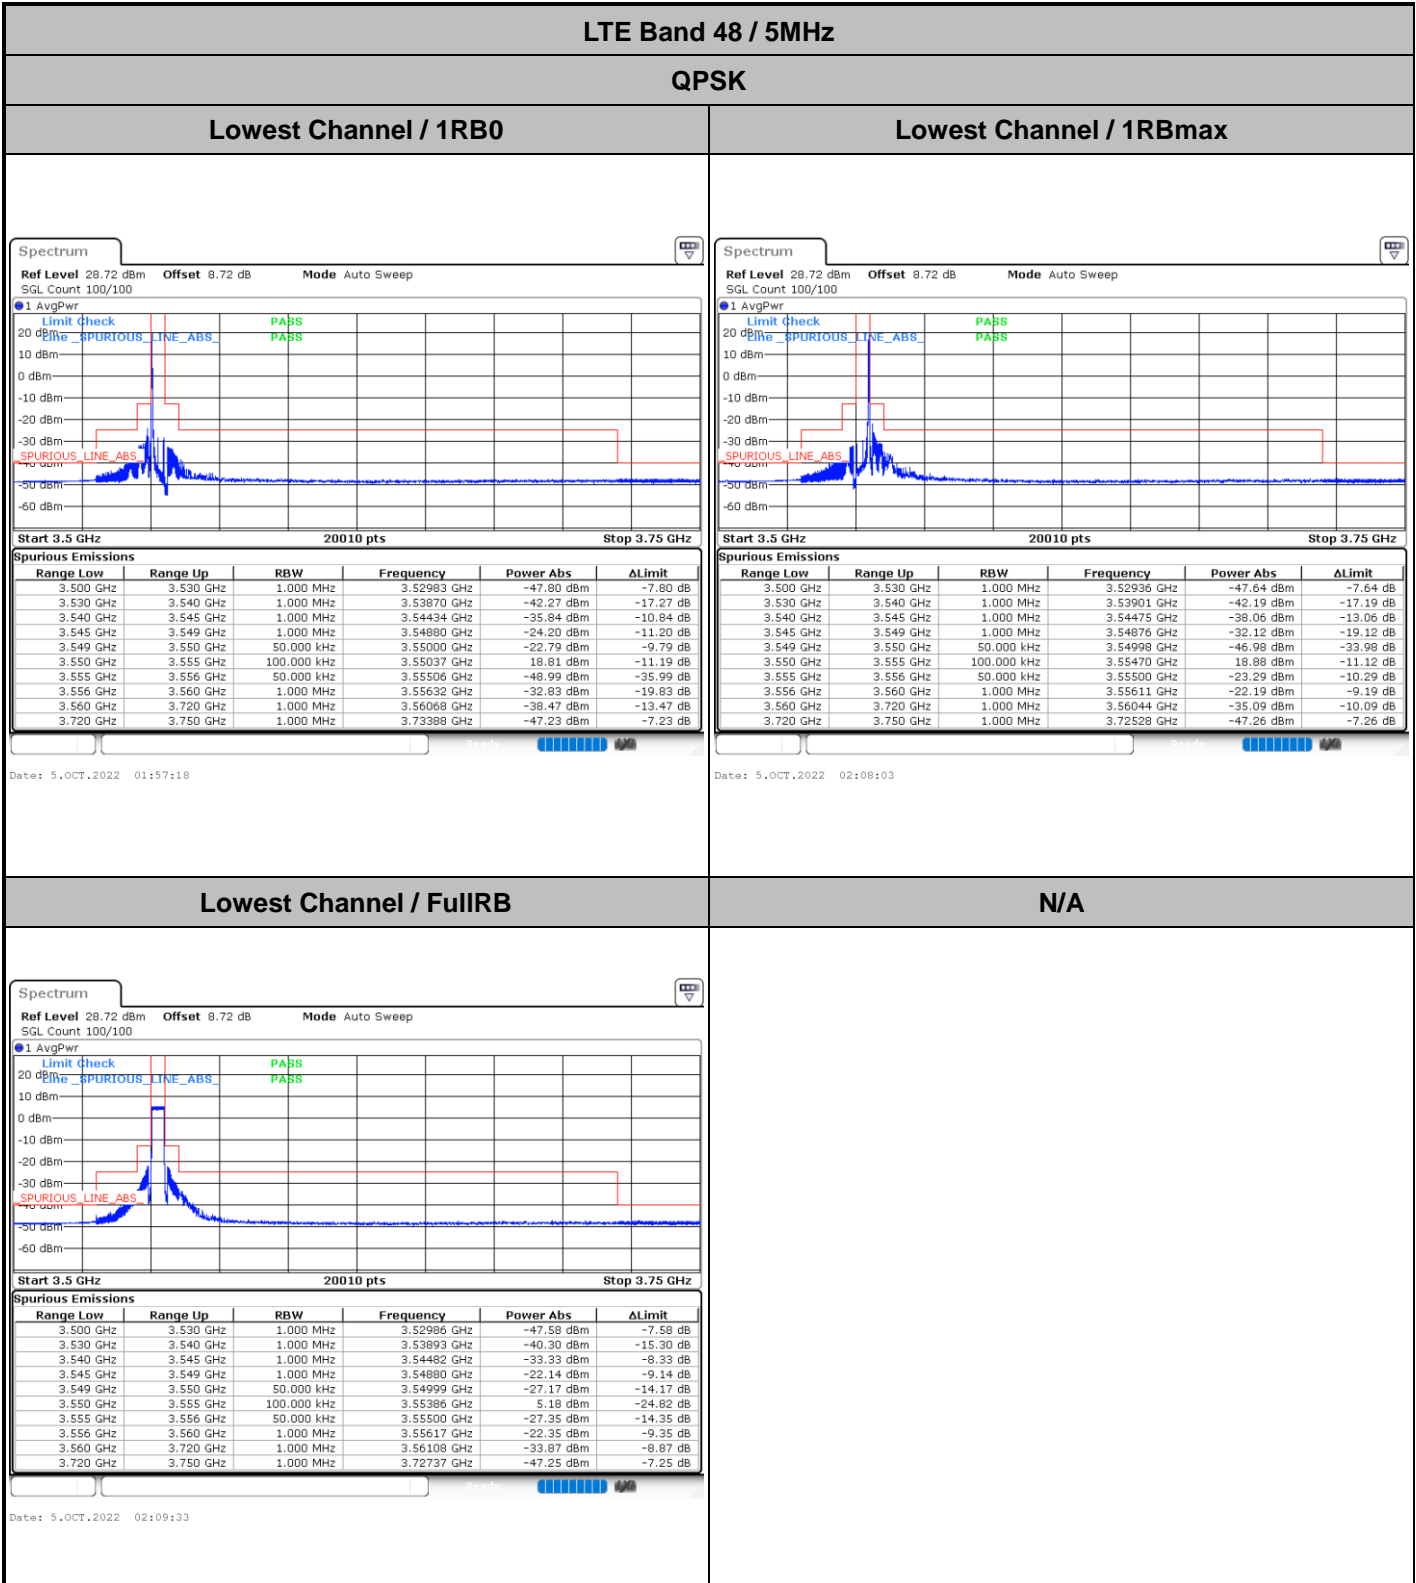 LTE Band 48 / 5MHz
QPSK
Lowest Channel / 1RB0
Lowest Channel / 1RBmax
Spectrum
Ref Level 28.72 dBm Offset 8.72 dB Mode Auto Sweep
SGL Count 100/100
1 AvgPwr
Limit Check PASS
Line _SPURIOUS_LINE_ABS_ PASS
20 dBm
10 dBm
0 dBm
-10 dBm
-20 dBm
-30 dBm
_SPURIOUS_LINE_ABS_
-40 dBm
-50 dBm
-60 dBm
Start 3.5 GHz 20010 pts Stop 3.75 GHz
Spurious Emissions
Range Low Range Up RBW Frequency Power Abs ΔLimit
3.500 GHz 3.530 GHz 1.000 MHz 3.52983 GHz -47.80 dBm -7.80 dB
3.530 GHz 3.540 GHz 1.000 MHz 3.53870 GHz -42.27 dBm -17.27 dB
3.540 GHz 3.545 GHz 1.000 MHz 3.54434 GHz -35.84 dBm -10.84 dB
3.545 GHz 3.549 GHz 1.000 MHz 3.54880 GHz -24.20 dBm -11.20 dB
3.549 GHz 3.550 GHz 50.000 kHz 3.55000 GHz -22.79 dBm -9.79 dB
3.550 GHz 3.555 GHz 100.000 kHz 3.55037 GHz 18.81 dBm -11.19 dB
3.555 GHz 3.556 GHz 50.000 kHz 3.55506 GHz -48.99 dBm -35.99 dB
3.556 GHz 3.560 GHz 1.000 MHz 3.55632 GHz -32.83 dBm -19.83 dB
3.560 GHz 3.720 GHz 1.000 MHz 3.56068 GHz -38.47 dBm -13.47 dB
3.720 GHz 3.750 GHz 1.000 MHz 3.73388 GHz -47.23 dBm -7.23 dB
Ready
Date: 5.OCT.2022 01:57:18
Spectrum
Ref Level 28.72 dBm Offset 8.72 dB Mode Auto Sweep
SGL Count 100/100
1 AvgPwr
Limit Check PASS
Line _SPURIOUS_LINE_ABS_ PASS
20 dBm
10 dBm
0 dBm
-10 dBm
-20 dBm
-30 dBm
_SPURIOUS_LINE_ABS_
-40 dBm
-50 dBm
-60 dBm
Start 3.5 GHz 20010 pts Stop 3.75 GHz
Spurious Emissions
Range Low Range Up RBW Frequency Power Abs ΔLimit
3.500 GHz 3.530 GHz 1.000 MHz 3.52936 GHz -47.64 dBm -7.64 dB
3.530 GHz 3.540 GHz 1.000 MHz 3.53901 GHz -42.19 dBm -17.19 dB
3.540 GHz 3.545 GHz 1.000 MHz 3.54475 GHz -38.06 dBm -13.06 dB
3.545 GHz 3.549 GHz 1.000 MHz 3.54876 GHz -32.12 dBm -19.12 dB
3.549 GHz 3.550 GHz 50.000 kHz 3.54998 GHz -46.98 dBm -33.98 dB
3.550 GHz 3.555 GHz 100.000 kHz 3.55470 GHz 18.88 dBm -11.12 dB
3.555 GHz 3.556 GHz 50.000 kHz 3.55500 GHz -23.29 dBm -10.29 dB
3.556 GHz 3.560 GHz 1.000 MHz 3.55611 GHz -22.19 dBm -9.19 dB
3.560 GHz 3.720 GHz 1.000 MHz 3.56044 GHz -35.09 dBm -10.09 dB
3.720 GHz 3.750 GHz 1.000 MHz 3.72528 GHz -47.26 dBm -7.26 dB
Ready
Date: 5.OCT.2022 02:08:03
Lowest Channel / FullRB
N/A
Spectrum
Ref Level 28.72 dBm Offset 8.72 dB Mode Auto Sweep
SGL Count 100/100
1 AvgPwr
Limit Check PASS
Line _SPURIOUS_LINE_ABS_ PASS
20 dBm
10 dBm
0 dBm
-10 dBm
-20 dBm
-30 dBm
_SPURIOUS_LINE_ABS_
-40 dBm
-50 dBm
-60 dBm
Start 3.5 GHz 20010 pts Stop 3.75 GHz
Spurious Emissions
Range Low Range Up RBW Frequency Power Abs ΔLimit
3.500 GHz 3.530 GHz 1.000 MHz 3.52986 GHz -47.58 dBm -7.58 dB
3.530 GHz 3.540 GHz 1.000 MHz 3.53893 GHz -40.30 dBm -15.30 dB
3.540 GHz 3.545 GHz 1.000 MHz 3.54482 GHz -33.33 dBm -8.33 dB
3.545 GHz 3.549 GHz 1.000 MHz 3.54880 GHz -22.14 dBm -9.14 dB
3.549 GHz 3.550 GHz 50.000 kHz 3.54999 GHz -27.17 dBm -14.17 dB
3.550 GHz 3.555 GHz 100.000 kHz 3.55386 GHz 5.18 dBm -24.82 dB
3.555 GHz 3.556 GHz 50.000 kHz 3.55500 GHz -27.35 dBm -14.35 dB
3.556 GHz 3.560 GHz 1.000 MHz 3.55617 GHz -22.35 dBm -9.35 dB
3.560 GHz 3.720 GHz 1.000 MHz 3.56108 GHz -33.87 dBm -8.87 dB
3.720 GHz 3.750 GHz 1.000 MHz 3.72737 GHz -47.25 dBm -7.25 dB
Ready
Date: 5.OCT.2022 02:09:33